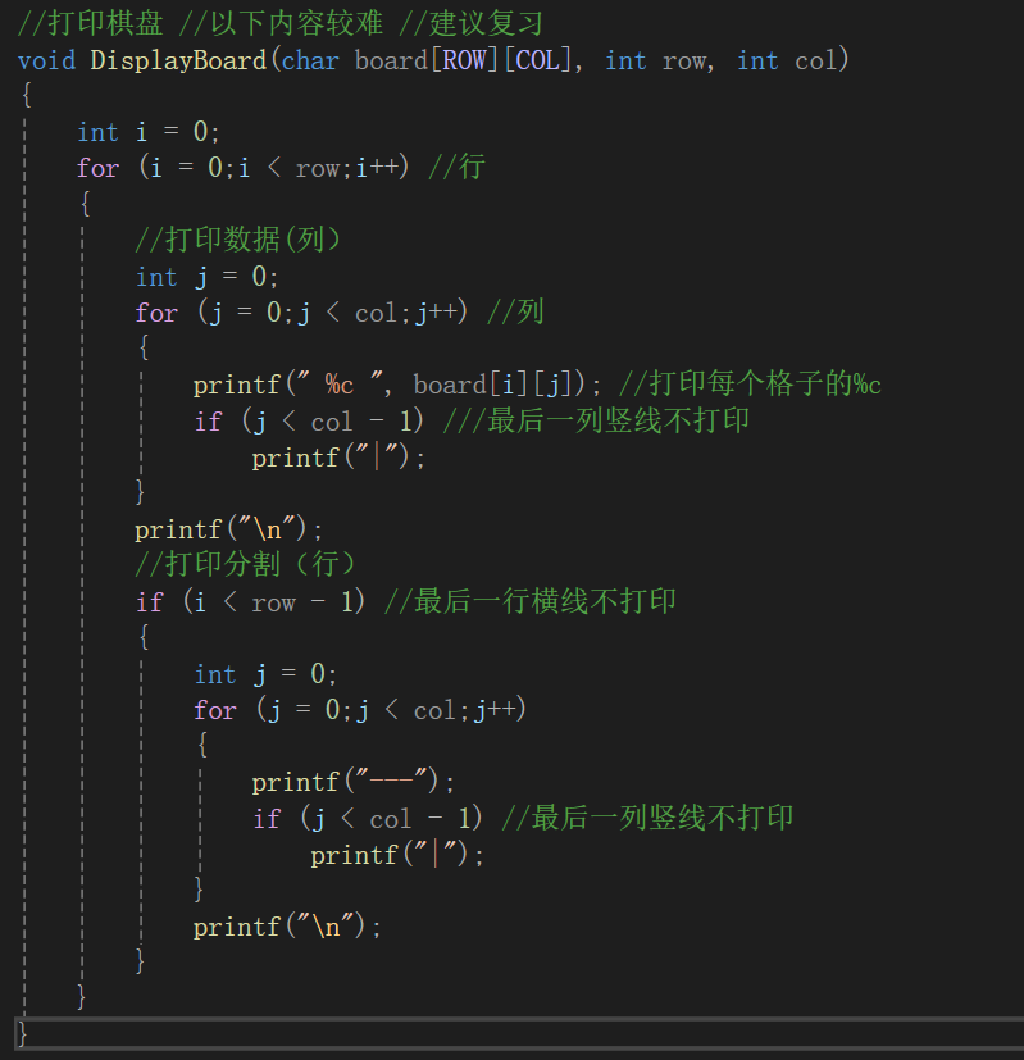 //打印棋盘 //以下内容较难 //建议复习
void DisplayBoard(char board[ROW][COL], int row, int col)
{
    int i = 0;
    for (i = 0;i < row;i++) //行
    {
        //打印数据(列）
        int j = 0;
        for (j = 0;j < col;j++) //列
        {
            printf(" %c ", board[i][j]); //打印每个格子的%c
            if (j < col - 1) ///最后一列竖线不打印
                printf("|");
        }
        printf("\n");
        //打印分割（行）
        if (i < row - 1) //最后一行横线不打印
        {
            int j = 0;
            for (j = 0;j < col;j++)
            {
                printf("---");
                if (j < col - 1) //最后一列竖线不打印
                    printf("|");
            }
            printf("\n");
        }
    }
}